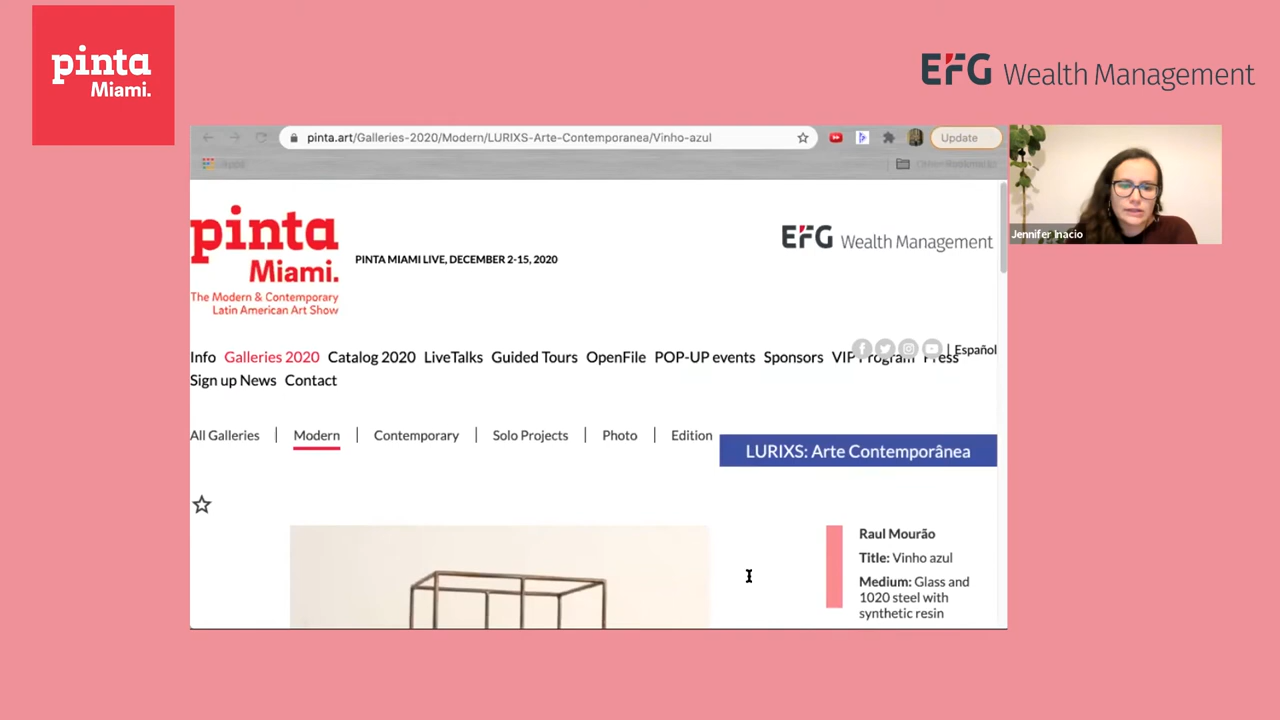 pinta
Miami.
EFG Wealth Management
pinta.art/Galleries-2020/Modern/LURIXS-Arte-Contemporanea/Vinho-azul
Update
Apps
Other Bookmarks
Jennifer Inacio
pinta
Miami.
The Modern & Contemporary
Latin American Art Show
PINTA MIAMI LIVE, DECEMBER 2-15, 2020
EFG Wealth Management
Info Galleries 2020 Catalog 2020 LiveTalks Guided Tours OpenFile POP-UP events Sponsors VIP Program Press
| Español
Sign up News Contact
All Galleries | Modern | Contemporary | Solo Projects | Photo | Edition
LURIXS: Arte Contemporânea
Raul Mourão
Title: Vinho azul
Medium: Glass and
1020 steel with
synthetic resin